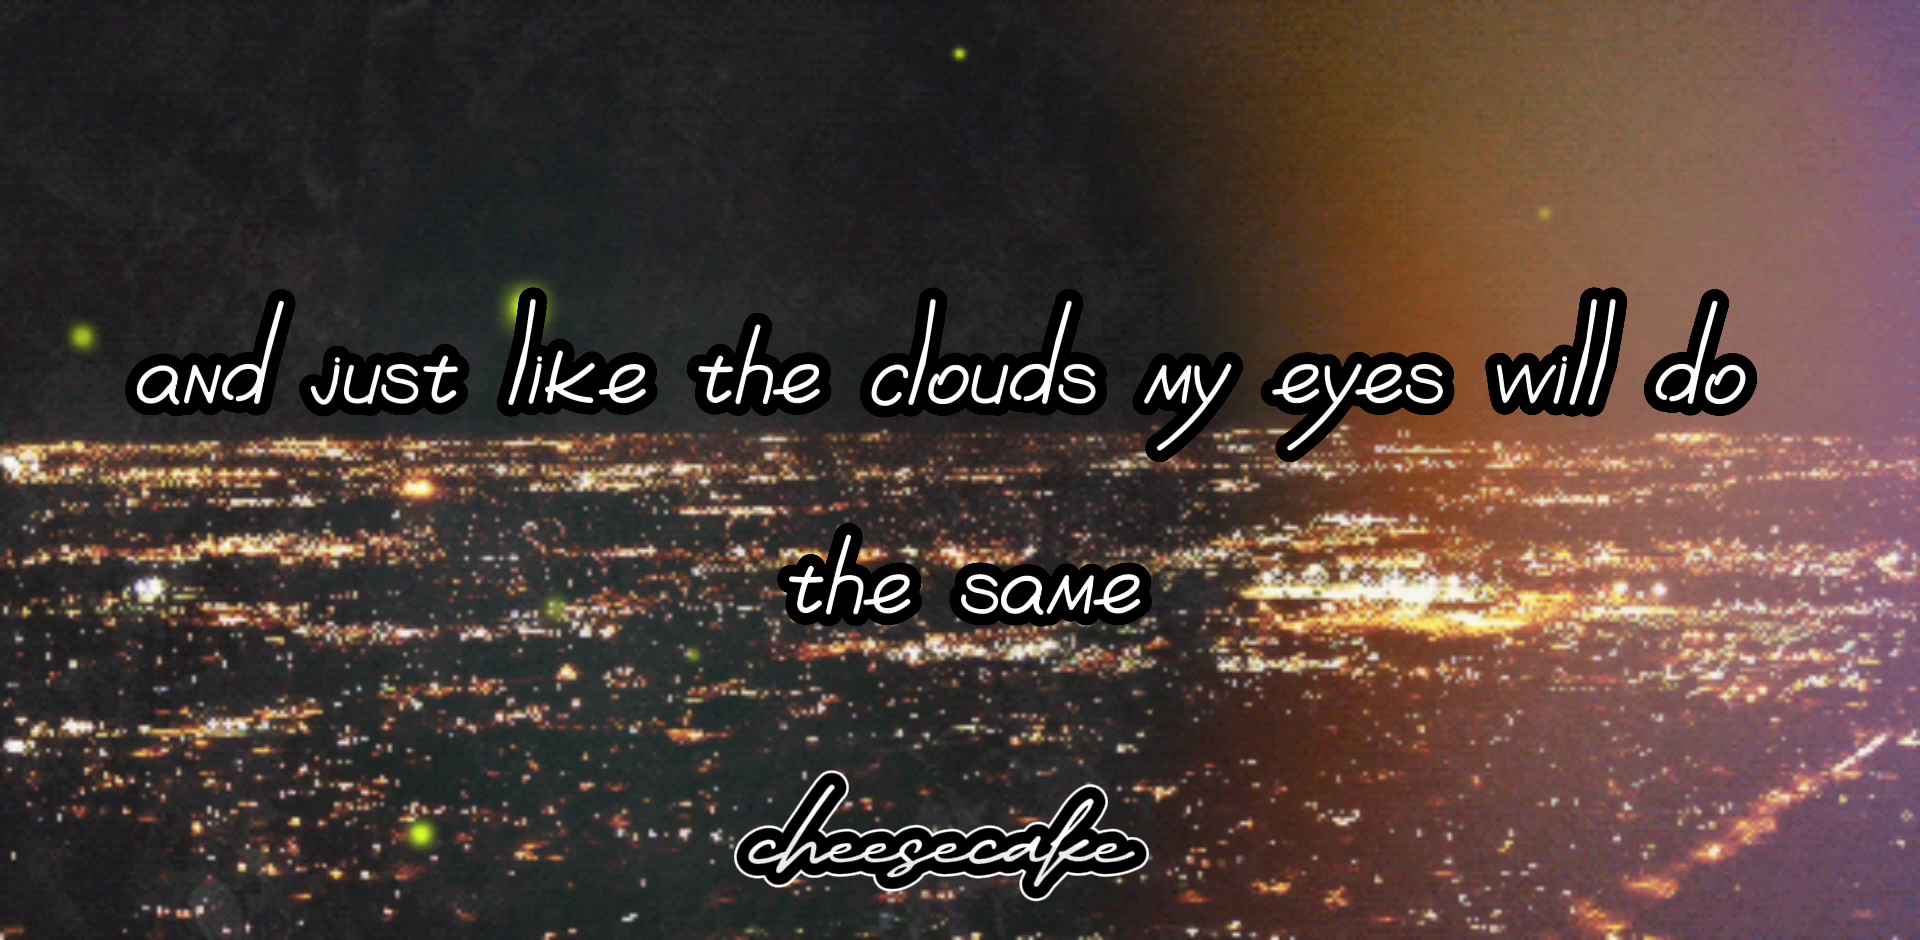 and just like the clouds my eyes will do
the same
cheesecake